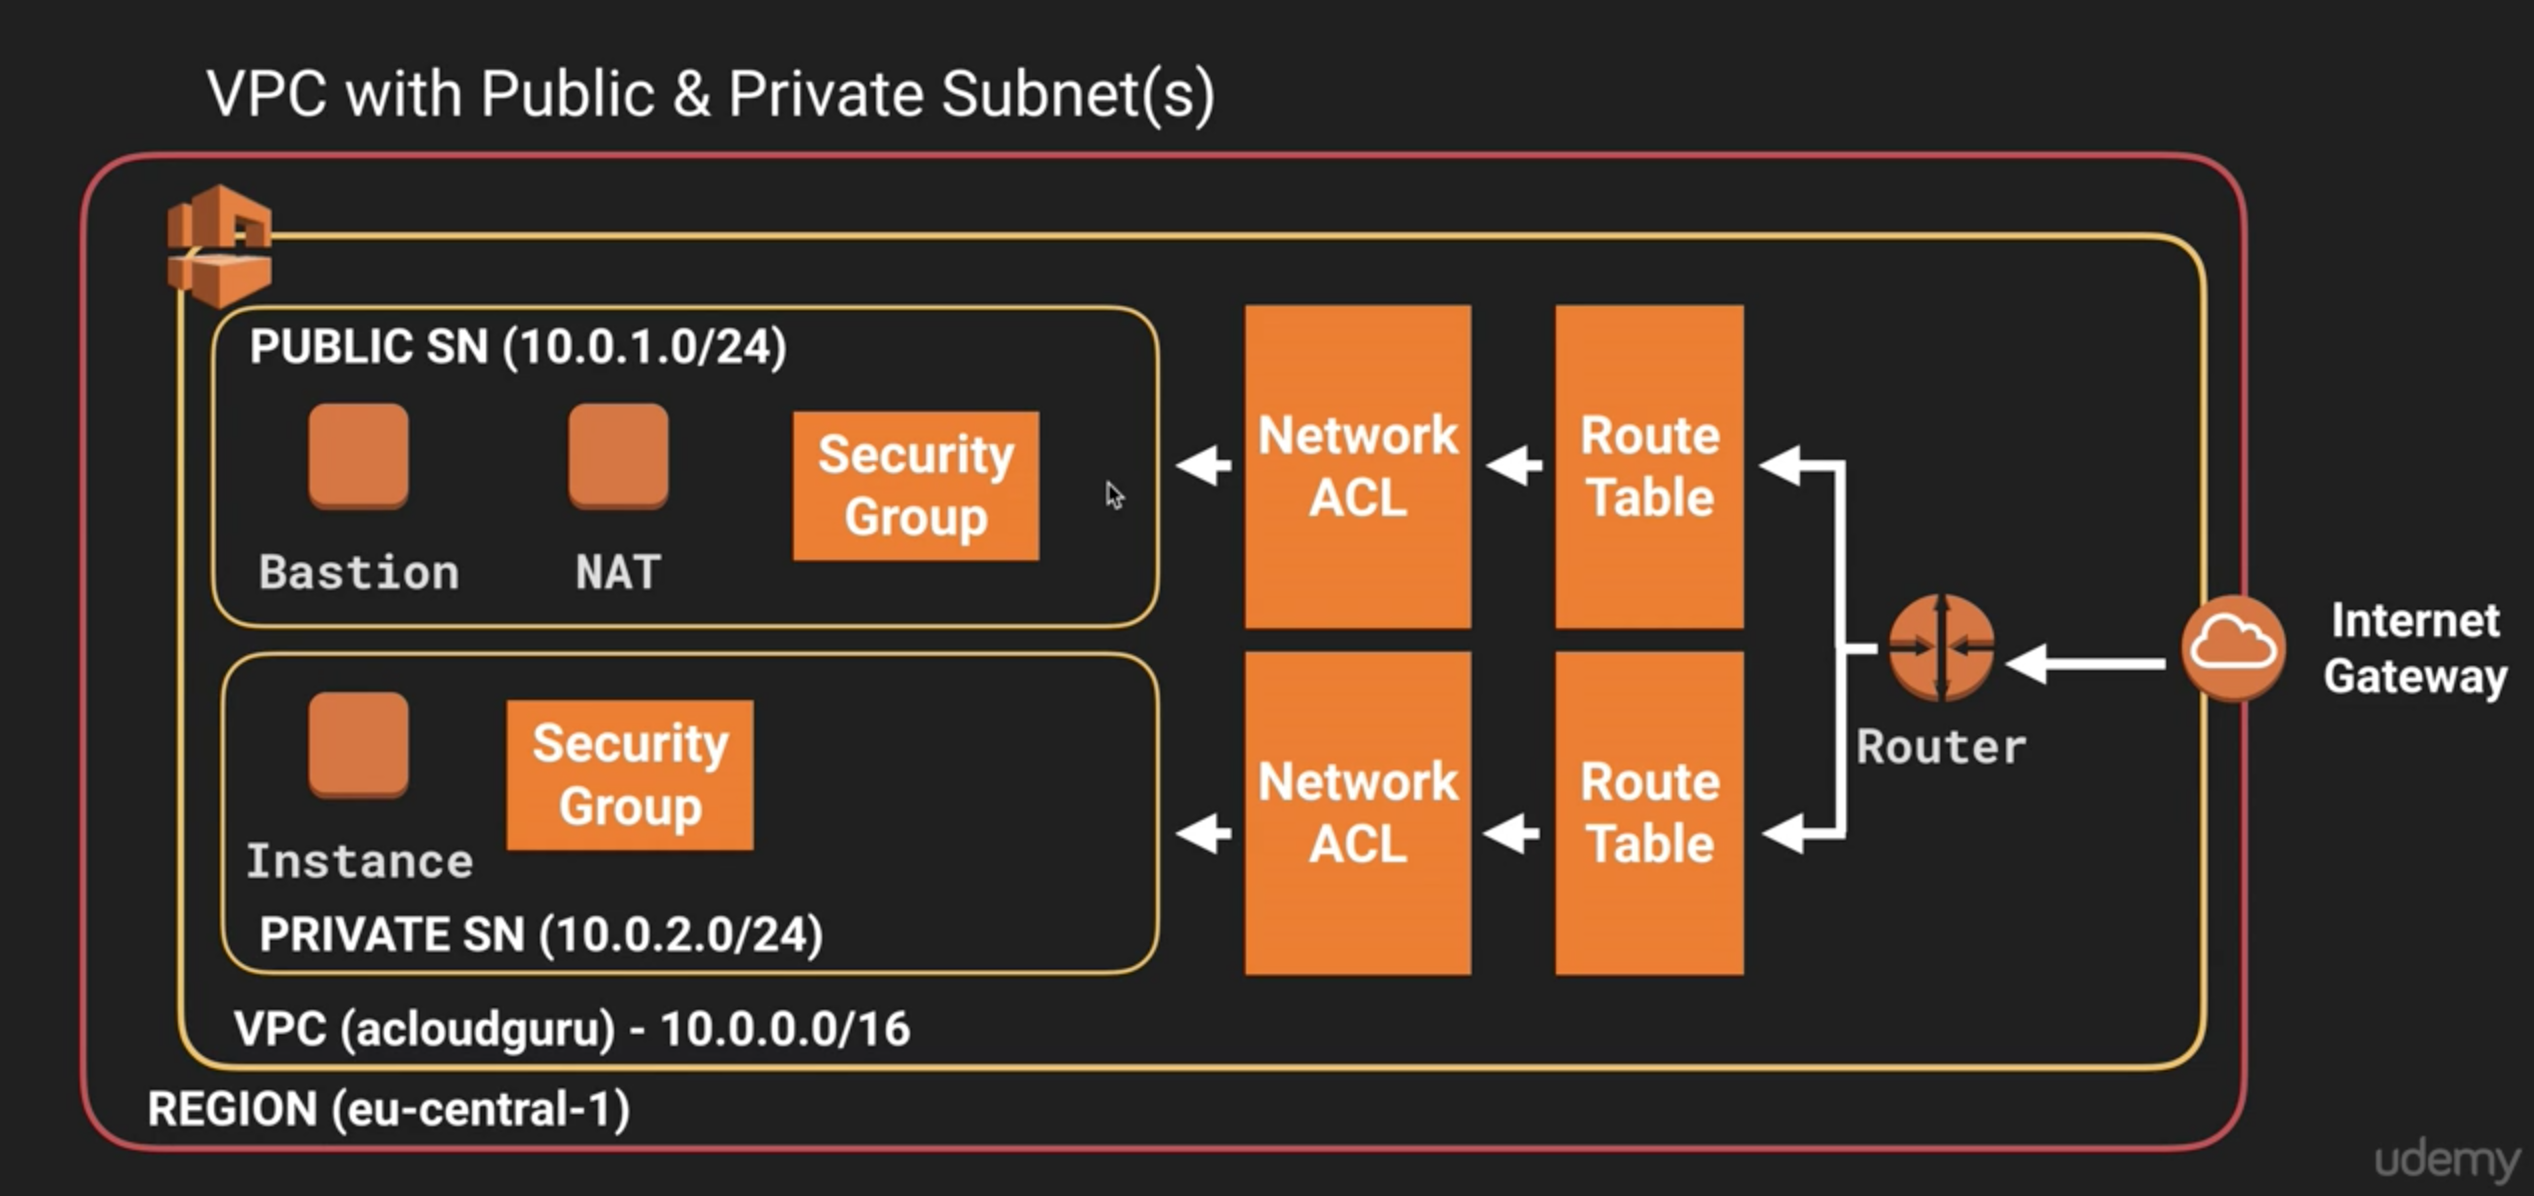 VPC with Public & Private Subnet(s)
PUBLIC SN (10.0.1.0/24)
Bastion
NAT
Security
Group
Network
ACL
Route
Table
Instance
Security
Group
PRIVATE SN (10.0.2.0/24)
Network
ACL
Route
Table
Router
Internet
Gateway
VPC (acloudguru) - 10.0.0.0/16
REGION (eu-central-1)
udemy